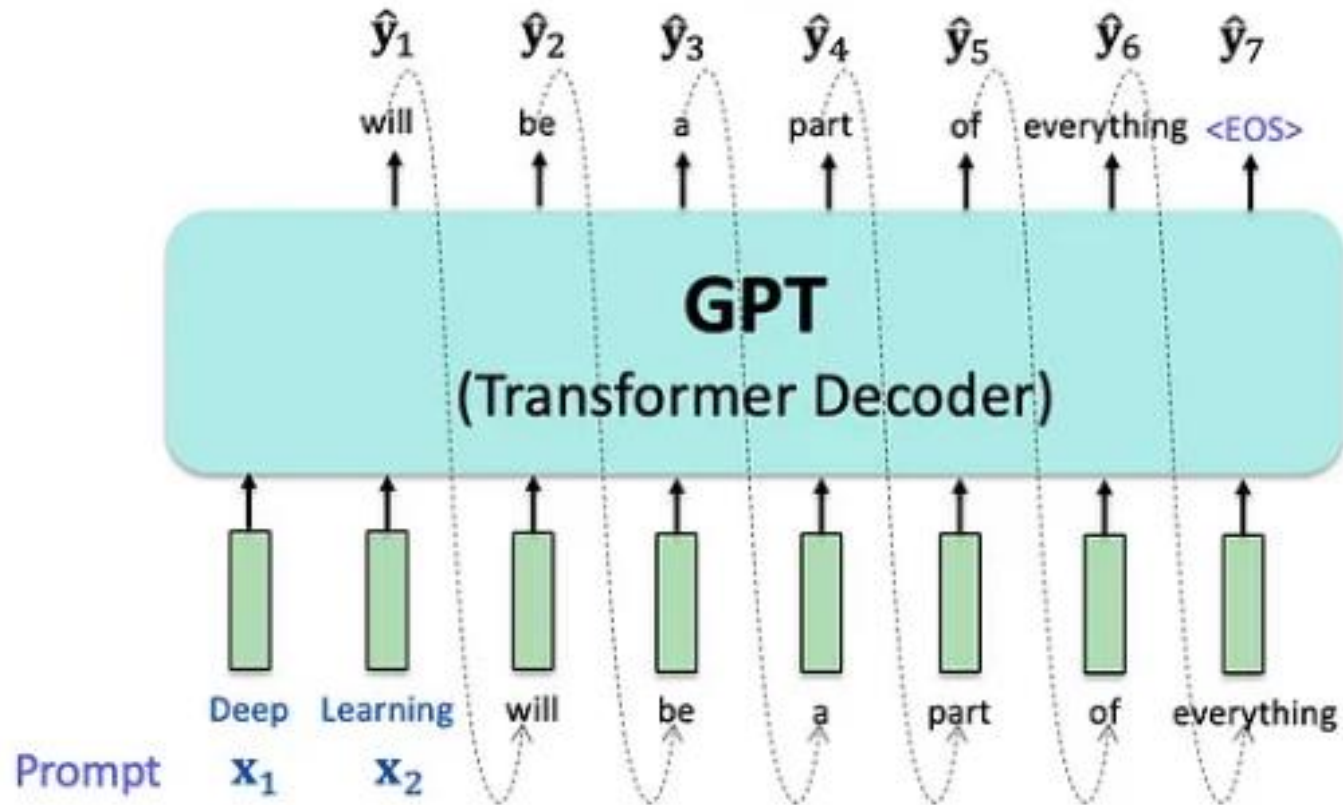 ŷ₁ ŷ₂ ŷ₃ ŷ₄ ŷ₅ ŷ₆ ŷ₇
will be a part of everything <EOS>
GPT
(Transformer Decoder)
Deep Learning will be a part of everything
Prompt x₁ x₂